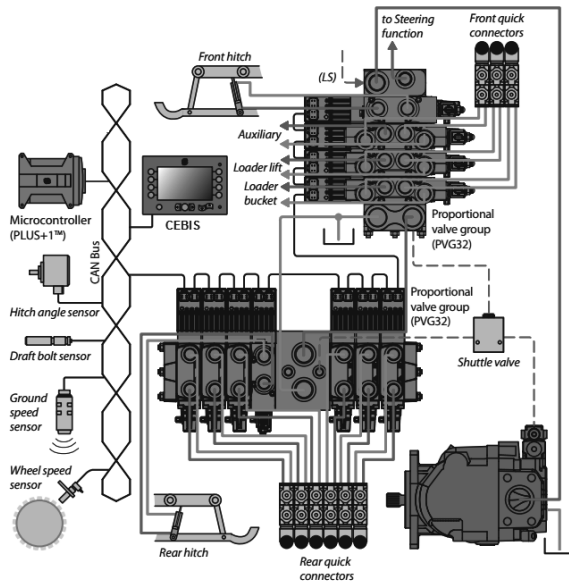 to Steering
function
Front quick
connectors
Front hitch
(LS)
Auxiliary
Loader lift
Loader
bucket
Microcontroller
(PLUS+1™)
CEBIS
CAN Bus
Proportional
valve group
(PVG32)
Hitch angle sensor
Proportional
valve group
(PVG32)
Draft bolt sensor
Shuttle valve
Ground
speed
sensor
Wheel speed
sensor
Rear hitch
Rear quick
connectors